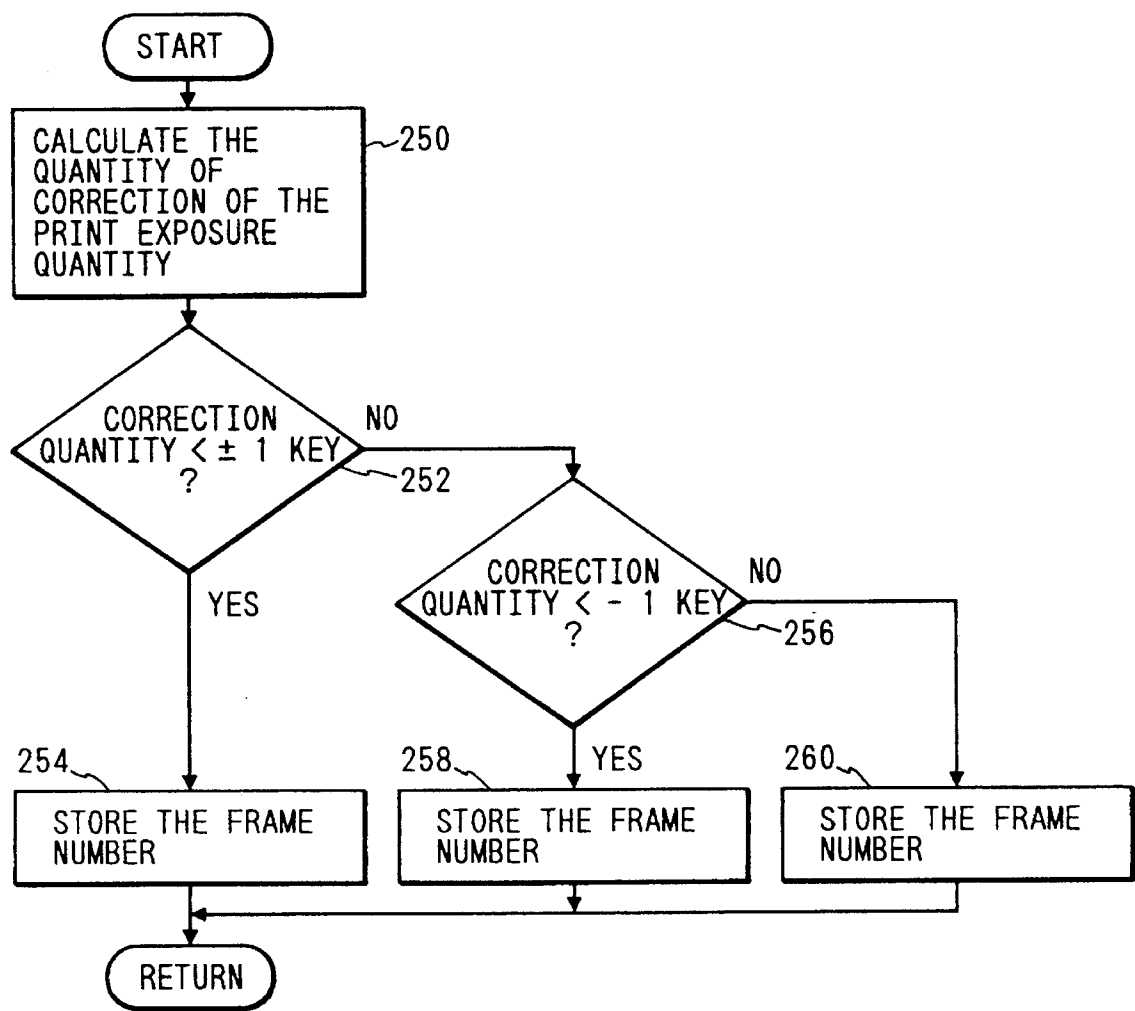 START
CALCULATE THE
QUANTITY OF
CORRECTION OF THE
PRINT EXPOSURE
QUANTITY
250
CORRECTION
QUANTITY < ± 1 KEY
?
252
NO
YES
CORRECTION
QUANTITY < - 1 KEY
?
256
NO
YES
254
STORE THE FRAME
NUMBER
258
STORE THE FRAME
NUMBER
260
STORE THE FRAME
NUMBER
RETURN